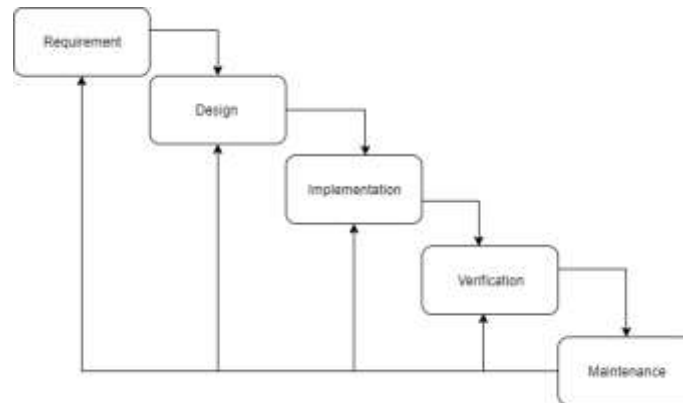 Requirement
Design
Implementation
Verification
Maintenance